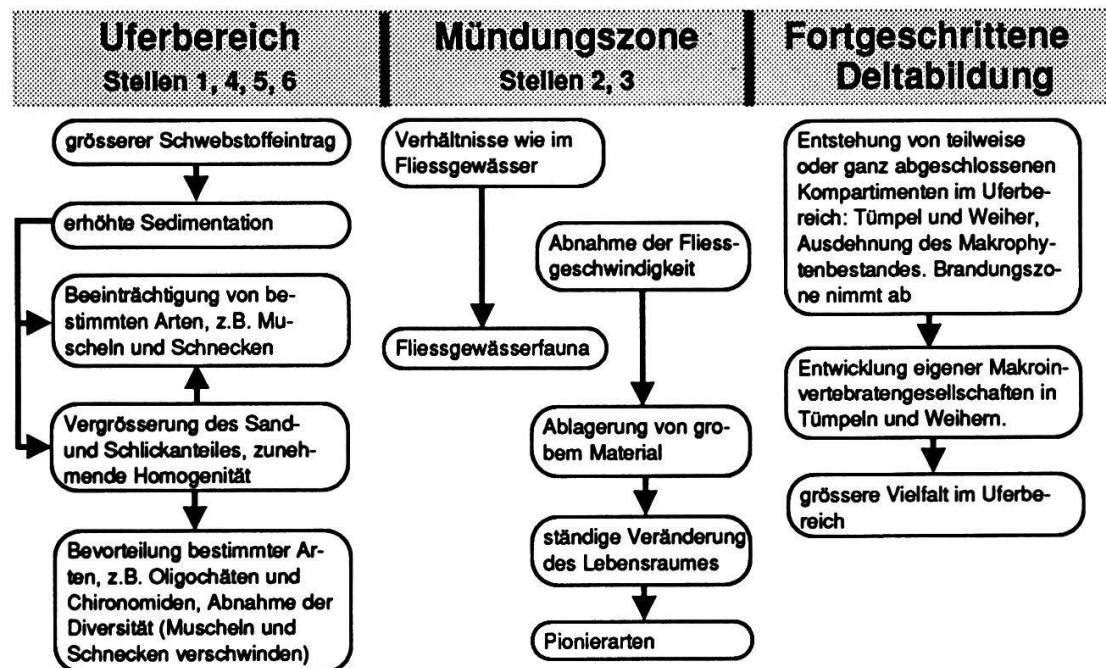 Uferbereich
Stellen 1, 4, 5, 6
grösserer Schwebstoffeintrag
erhöhte Sedimentation
Beeinträchtigung von be-
stimmten Arten, z.B. Mu-
scheln und Schnecken
Vergrösserung des Sand-
und Schlickanteiles, zuneh-
mende Homogenität
Bevorteilung bestimmter Ar-
ten, z.B. Oligochäten und
Chironomiden, Abnahme der
Diversität (Muscheln und
Schnecken verschwinden)
Mündungszone
Stellen 2, 3
Verhältnisse wie im
Fliessgewässer
Fliessgewässerfauna
Abnahme der Fliess-
geschwindigkeit
Ablagerung von gro-
bem Material
ständige Veränderung
des Lebensraumes
Pionierarten
Fortgeschrittene
Deltabildung
Entstehung von teilweise
oder ganz abgeschlossenen
Kompartimenten im Uferbe-
reich: Tümpel und Weiher,
Ausdehnung des Makrophy-
tenbestandes. Brandungszo-
ne nimmt ab
Entwicklung eigener Makroin-
vertebratengesellschaften in
Tümpeln und Weihern.
grössere Vielfalt im Uferbe-
reich